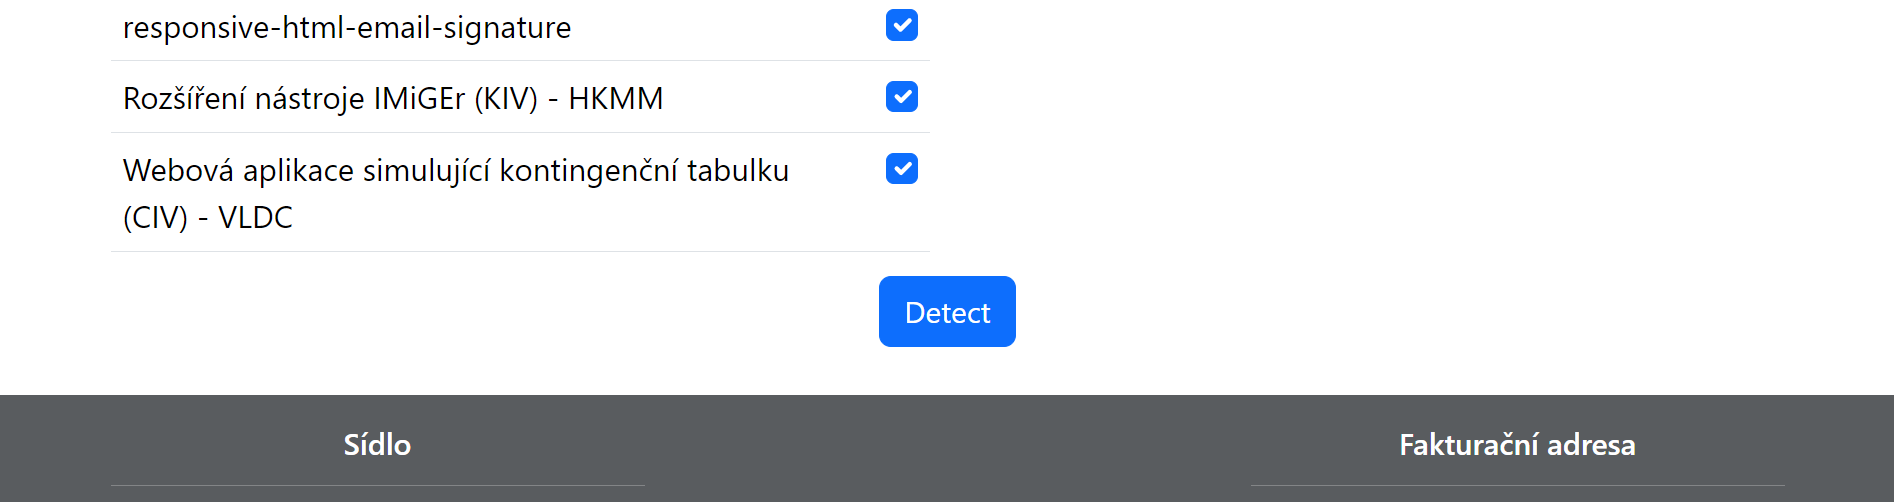 responsive-html-email-signature
Rozšíření nástroje IMiGEr (KIV) - HKMM
Webová aplikace simulující kontingenční tabulku
(CIV) - VLDC
Detect
Sídlo
Fakturační adresa